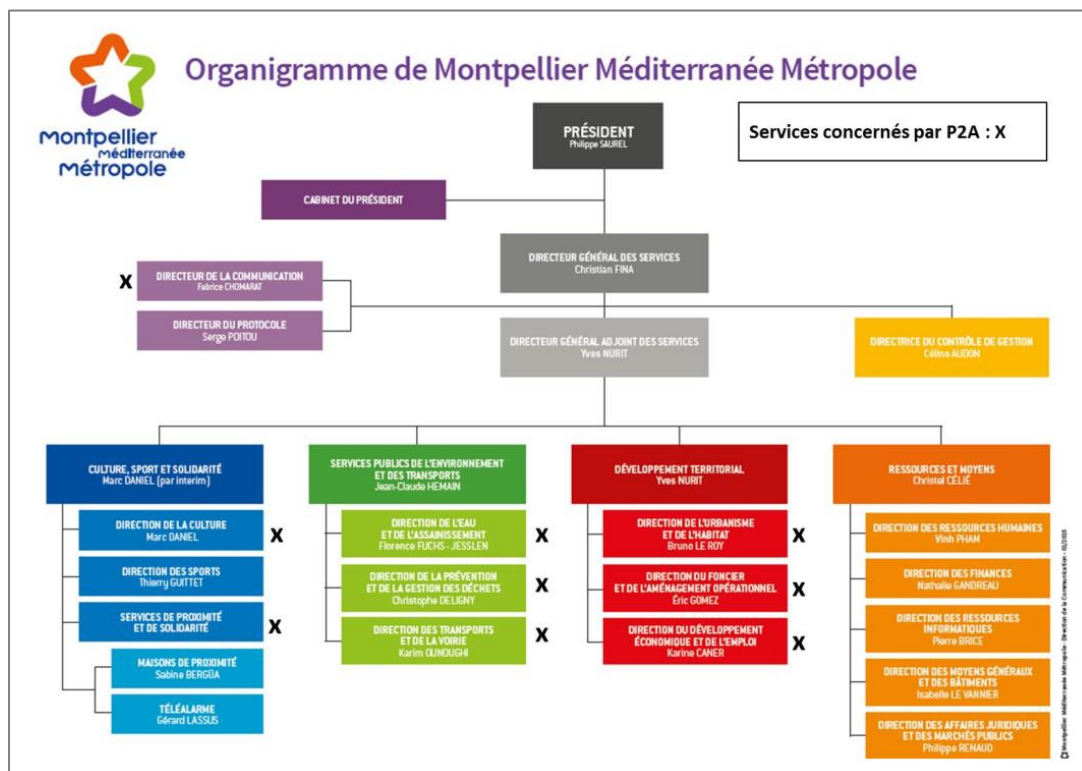 Organigramme de Montpellier Méditerranée Métropole
montpellier
méditerranée
métropole
PRÉSIDENT
Philippe SAUREL
Services concernés par P2A : X
CABINET DU PRÉSIDENT
DIRECTEUR GÉNÉRAL DES SERVICES
Christian FINA
X
DIRECTEUR DE LA COMMUNICATION
Fabrice CHOMARAT
DIRECTEUR DU PROTOCOLE
Serge POITOU
DIRECTEUR GÉNÉRAL ADJOINT DES SERVICES
Yves NURIT
DIRECTRICE DU CONTRÔLE DE GESTION
Céline AUDON
CULTURE, SPORT ET SOLIDARITÉ
Marc DANIEL (par interim)
DIRECTION DE LA CULTURE
Marc DANIEL
X
DIRECTION DES SPORTS
Thierry GUITTET
SERVICES DE PROXIMITÉ
ET DE SOLIDARITÉ
X
MAISONS DE PROXIMITÉ
Sabine BERGÜA
TÉLÉALARME
Gérard LASSUS
SERVICES PUBLICS DE L'ENVIRONNEMENT
ET DES TRANSPORTS
Jean-Claude HEMAIN
DIRECTION DE L'EAU
ET DE L'ASSAINISSEMENT
Florence FUCHS - JESSLEN
X
DIRECTION DE LA PRÉVENTION
ET DE LA GESTION DES DÉCHETS
Christophe DELIGNY
X
DIRECTION DES TRANSPORTS
ET DE LA VOIRIE
Karim OUNOUGHI
X
DÉVELOPPEMENT TERRITORIAL
Yves NURIT
DIRECTION DE L'URBANISME
ET DE L'HABITAT
Bruno LE ROY
X
DIRECTION DU FONCIER
ET DE L'AMÉNAGEMENT OPÉRATIONNEL
Éric GOMEZ
X
DIRECTION DU DÉVELOPPEMENT
ÉCONOMIQUE ET DE L'EMPLOI
Karine CANER
X
RESSOURCES ET MOYENS
Christel CÉLIÉ
DIRECTION DES RESSOURCES HUMAINES
Vinh PHAM
DIRECTION DES FINANCES
Nathalie GANDREAU
DIRECTION DES RESSOURCES
INFORMATIQUES
Pierre BRICE
DIRECTION DES MOYENS GÉNÉRAUX
ET DES BÂTIMENTS
Isabelle LE VANNIER
DIRECTION DES AFFAIRES JURIDIQUES
ET DES MARCHÉS PUBLICS
Philippe RENAUD
Montpellier Méditerranée Métropole - Direction de la Communication